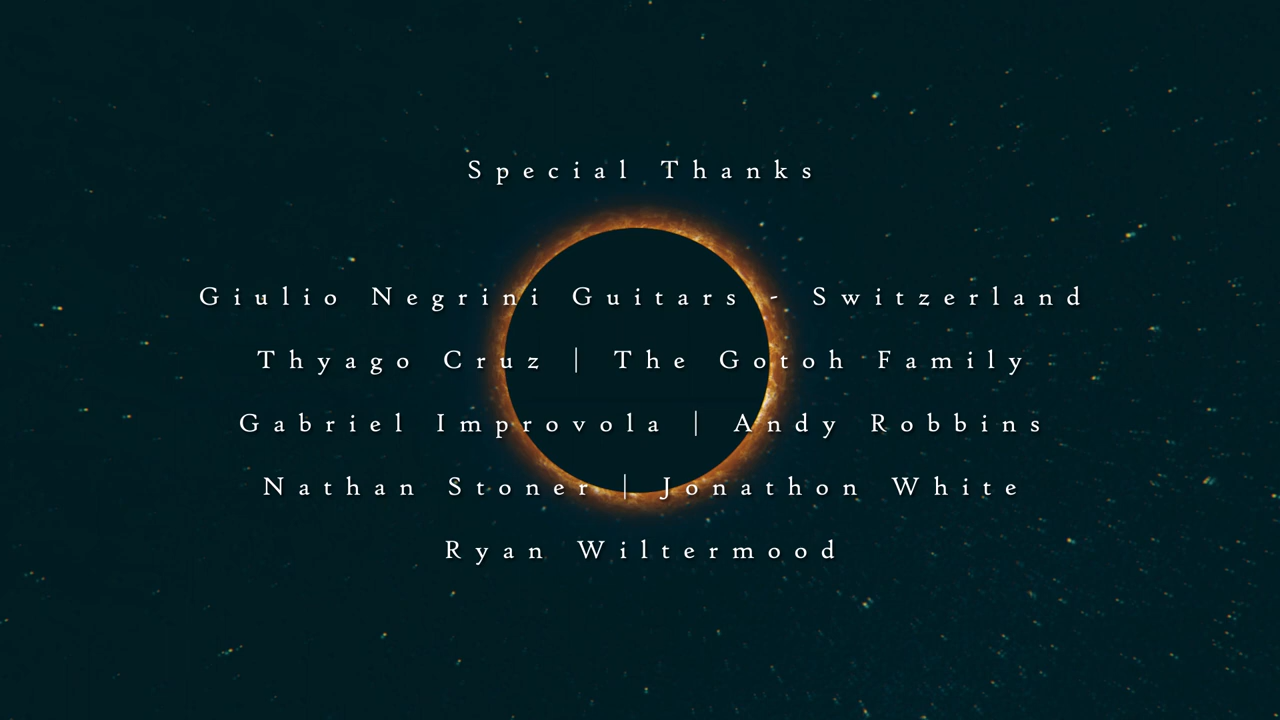 Special Thanks
Giulio Negrini Guitars - Switzerland
Thyago Cruz | The Gotoh Family
Gabriel Improvola | Andy Robbins
Nathan Stoner | Jonathon White
Ryan Wiltermood